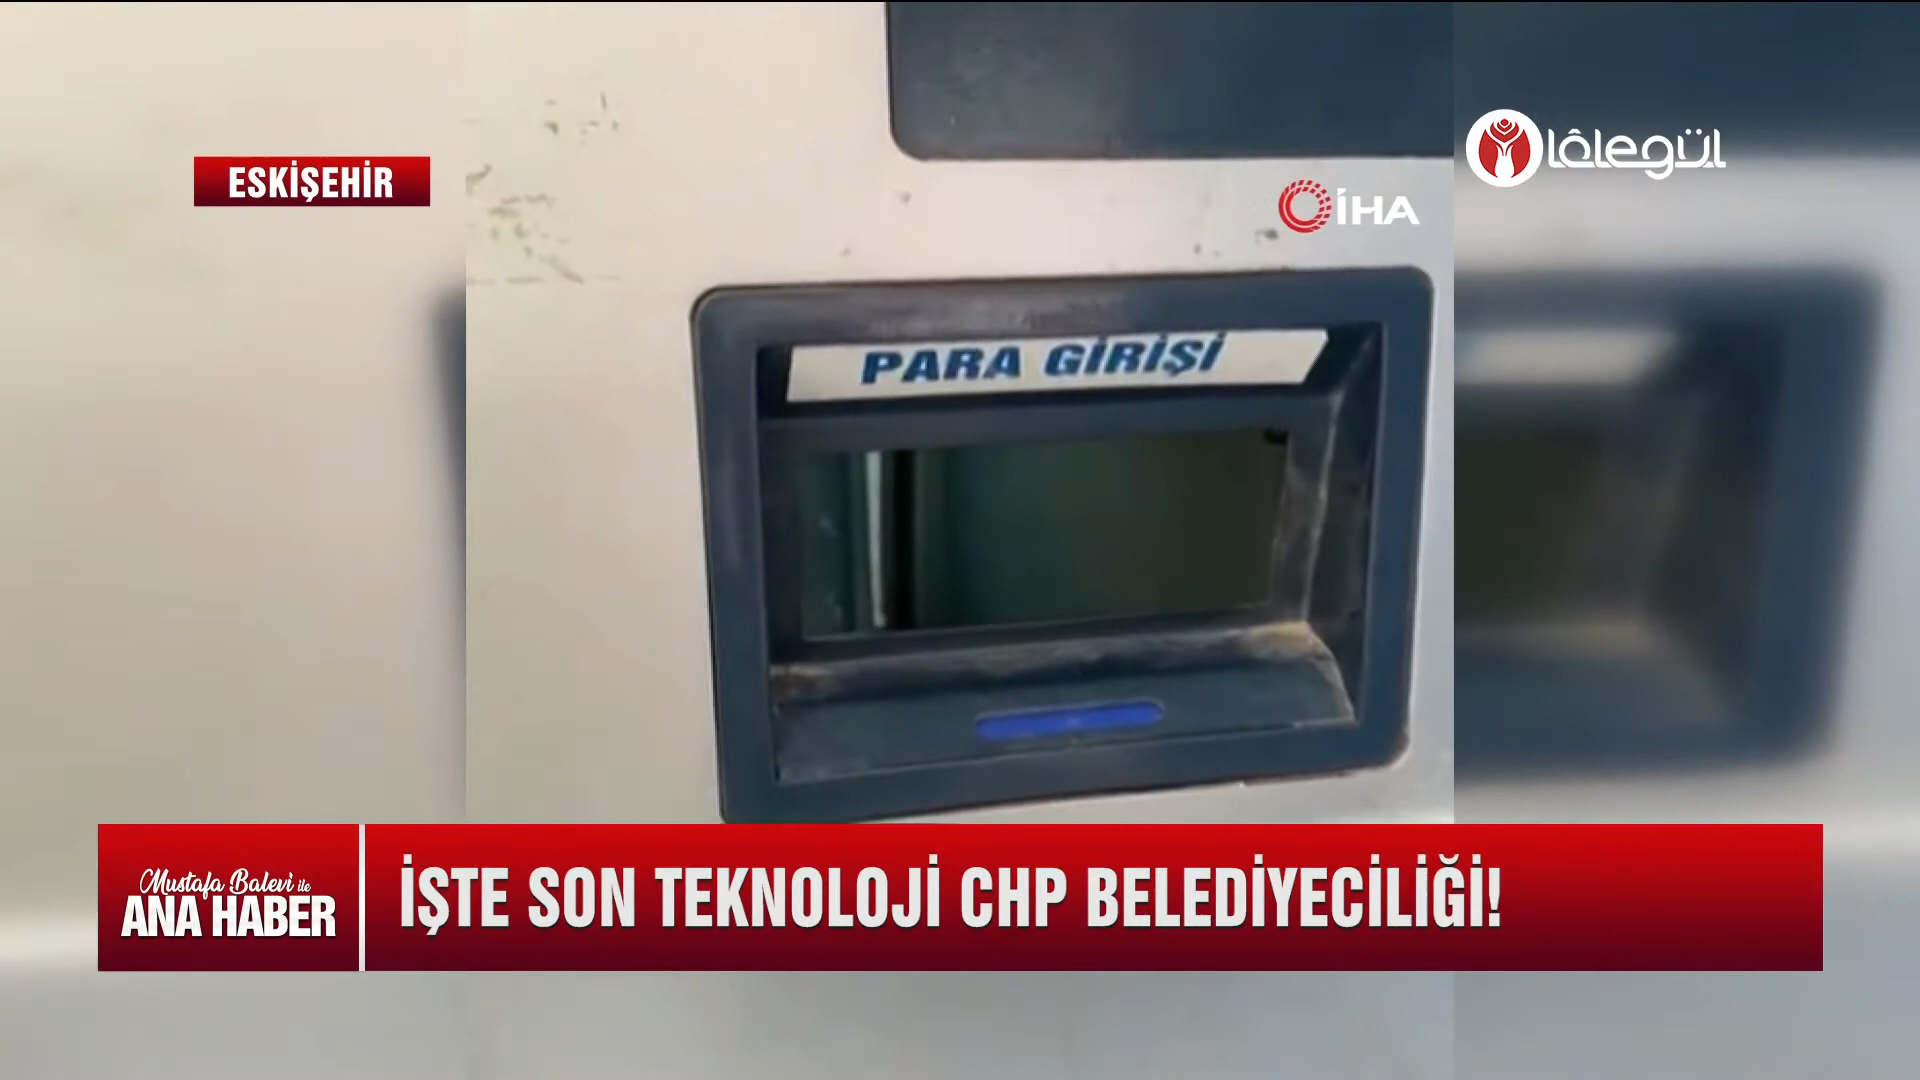 ESKİŞEHİR
lâlegül
İHA
PARA GİRİŞİ
Mustafa Balevi ile
ANA HABER
İŞTE SON TEKNOLOJİ CHP BELEDİYECİLİĞİ!